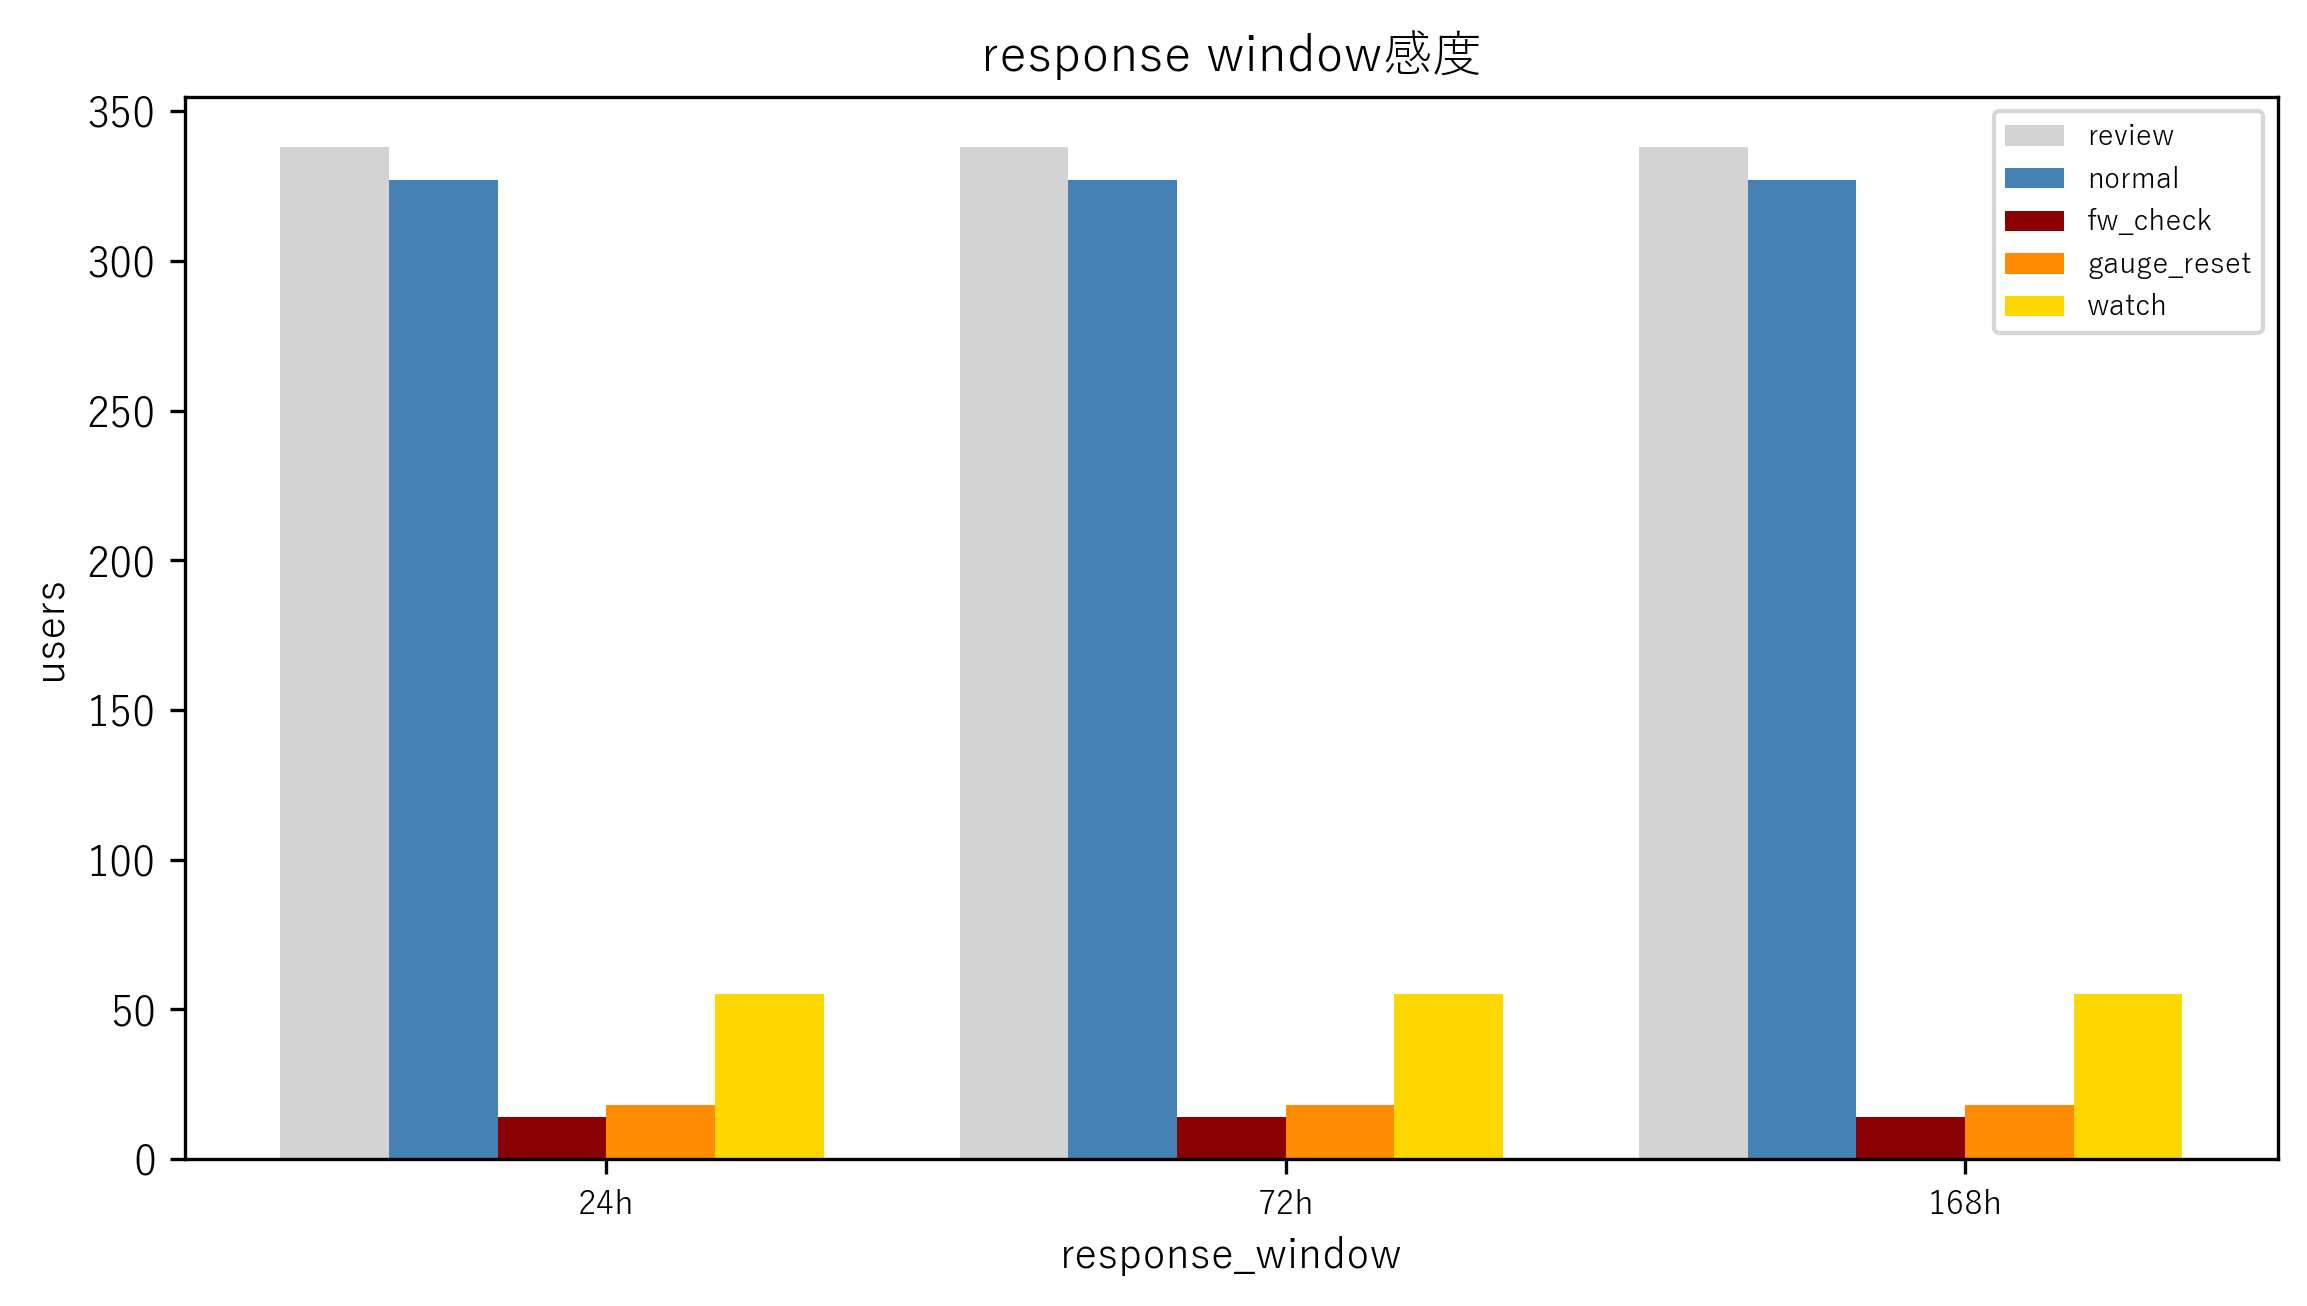 response window感度
350
300
250
200
150
100
50
0
users
review
normal
fw_check
gauge_reset
watch
24h
72h
168h
response_window